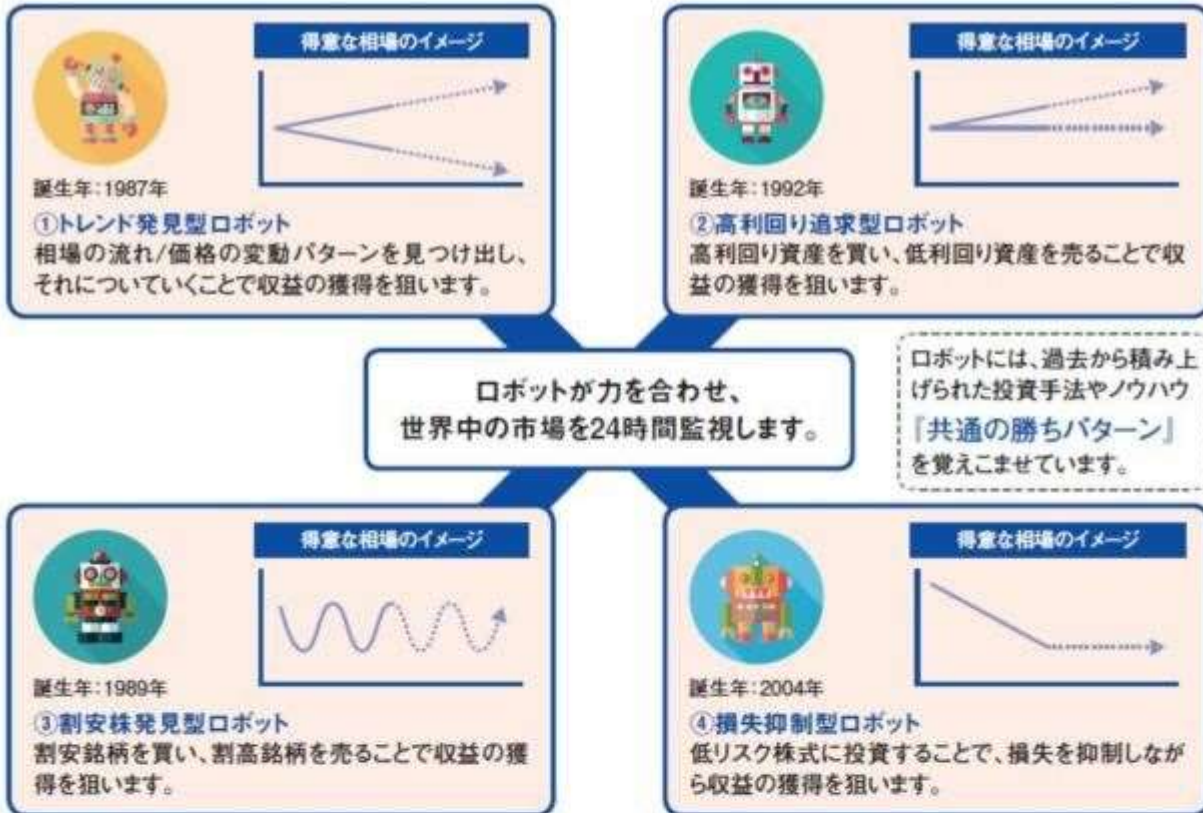 得意な相場のイメージ
誕生年:1987年
①トレンド発見型ロボット
相場の流れ/価格の変動パターンを見つけ出し、
それについていくことで収益の獲得を狙います。
得意な相場のイメージ
誕生年:1992年
②高利回り追求型ロボット
高利回り資産を買い、低利回り資産を売ることで収
益の獲得を狙います。
ロボットが力を合わせ、
世界中の市場を24時間監視します。
ロボットには、過去から積み上
げられた投資手法やノウハウ
『共通の勝ちパターン』
を覚えこませています。
得意な相場のイメージ
誕生年:1989年
③割安株発見型ロボット
割安銘柄を買い、割高銘柄を売ることで収益の獲
得を狙います。
得意な相場のイメージ
誕生年:2004年
④損失抑制型ロボット
低リスク株式に投資することで、損失を抑制しなが
ら収益の獲得を狙います。